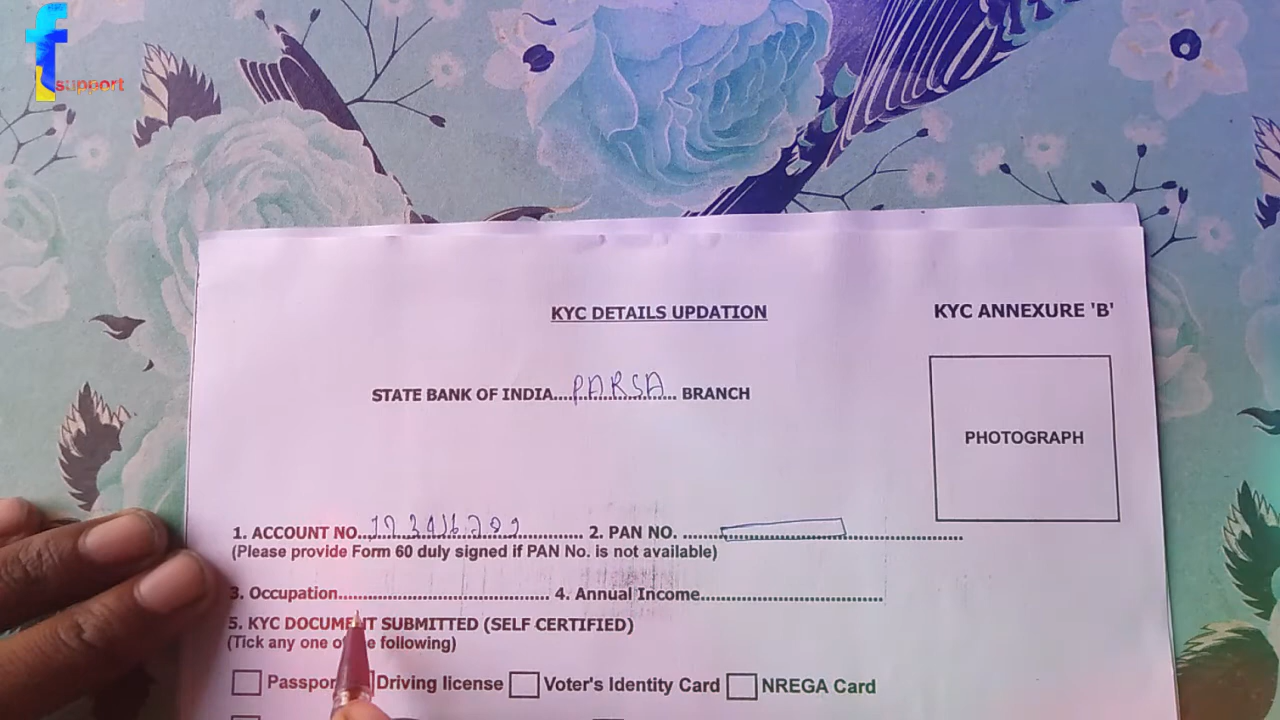 f
support
KYC DETAILS UPDATION
KYC ANNEXURE 'B'
STATE BANK OF INDIA....PARSA... BRANCH
PHOTOGRAPH
1. ACCOUNT NO.................... 2. PAN NO. ....................
(Please provide Form 60 duly signed if PAN No. is not available)
3. Occupation.................... 4. Annual Income....................
5. KYC DOCUMENT SUBMITTED (SELF CERTIFIED)
(Tick any one of the following)
Passport Driving license Voter's Identity Card NREGA Card